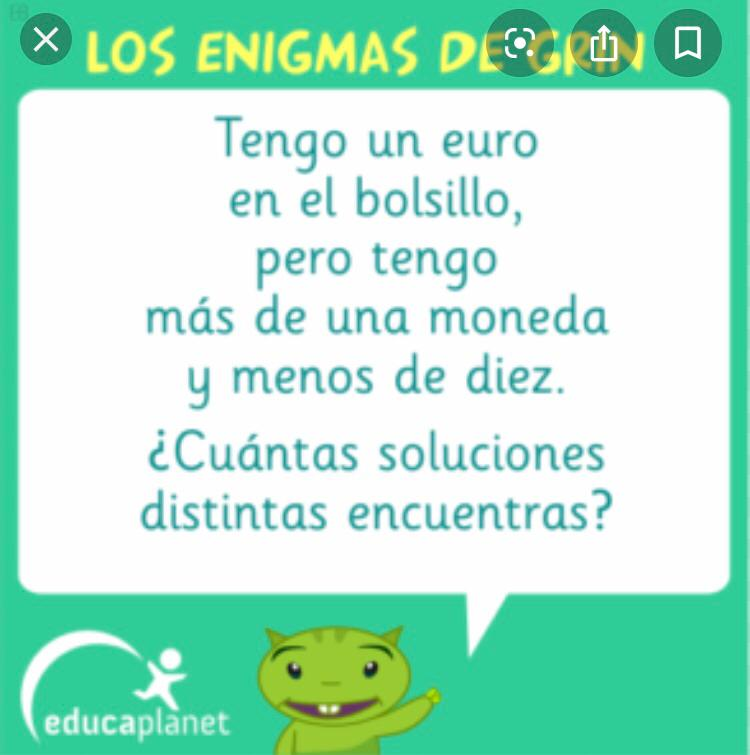 LOS ENIGMAS DE GRIN
Tengo un euro
en el bolsillo,
pero tengo
más de una moneda
y menos de diez.
¿Cuántas soluciones
distintas encuentras?
educaplanet